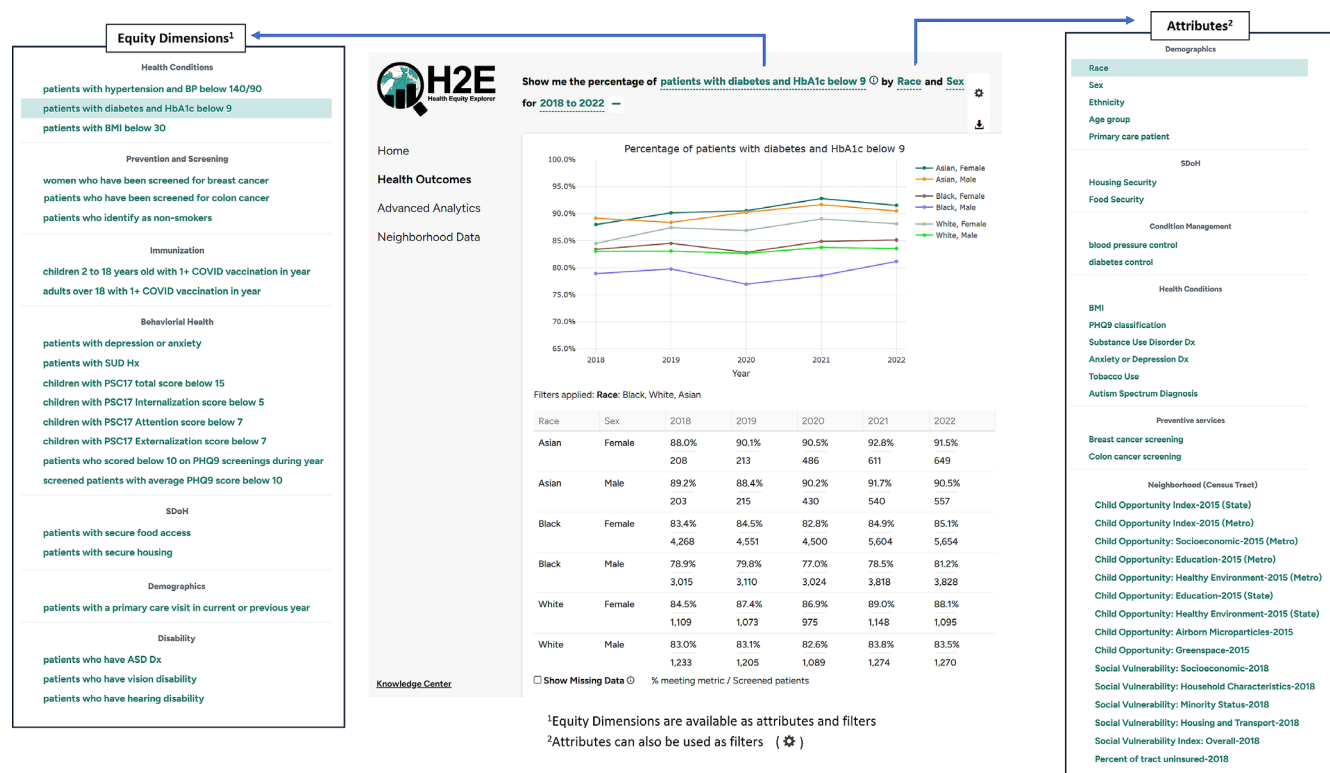 Equity Dimensions¹
Health Conditions
patients with hypertension and BP below 140/90
patients with diabetes and HbA1c below 9
patients with BMI below 30
Prevention and Screening
women who have been screened for breast cancer
patients who have been screened for colon cancer
patients who identify as non-smokers
Immunization
children 2 to 18 years old with 1+ COVID vaccination in year
adults over 18 with 1+ COVID vaccination in year
Behaviorial Health
patients with depression or anxiety
patients with SUD Hx
children with PSC17 total score below 15
children with PSC17 Internalization score below 5
children with PSC17 Attention score below 7
children with PSC17 Externalization score below 7
patients who scored below 10 on PHQ9 screenings during year
screened patients with average PHQ9 score below 10
SDoH
patients with secure food access
patients with secure housing
Demographics
patients with a primary care visit in current or previous year
Disability
patients who have ASD Dx
patients who have vision disability
patients who have hearing disability
H2E
Health Equity Explorer
Home
Health Outcomes
Advanced Analytics
Neighborhood Data
Knowledge Center
Show me the percentage of patients with diabetes and HbA1c below 9 ⓘ by Race and Sex
for 2018 to 2022 –
Percentage of patients with diabetes and HbA1c below 9
100.0%
95.0%
90.0%
85.0%
80.0%
75.0%
70.0%
65.0%
2018 2019 2020 2021 2022
Year
Asian, Female
Asian, Male
Black, Female
Black, Male
White, Female
White, Male
Filters applied: Race: Black, White, Asian
Race Sex 2018 2019 2020 2021 2022
Asian Female 88.0% 90.1% 90.5% 92.8% 91.5%
208 213 486 611 649
Asian Male 89.2% 88.4% 90.2% 91.7% 90.5%
203 215 430 540 557
Black Female 83.4% 84.5% 82.8% 84.9% 85.1%
4,268 4,551 4,500 5,604 5,654
Black Male 78.9% 79.8% 77.0% 78.5% 81.2%
3,015 3,110 3,024 3,818 3,828
White Female 84.5% 87.4% 86.9% 89.0% 88.1%
1,109 1,073 975 1,148 1,095
White Male 83.0% 83.1% 82.6% 83.8% 83.5%
1,233 1,205 1,089 1,274 1,270
Show Missing Data ⓘ % meeting metric / Screened patients
¹Equity Dimensions are available as attributes and filters
²Attributes can also be used as filters ( ⚙ )
Attributes²
Demographics
Race
Sex
Ethnicity
Age group
Primary care patient
SDoH
Housing Security
Food Security
Condition Management
blood pressure control
diabetes control
Health Conditions
BMI
PHQ9 classification
Substance Use Disorder Dx
Anxiety or Depression Dx
Tobacco Use
Autism Spectrum Diagnosis
Preventive services
Breast cancer screening
Colon cancer screening
Neighborhood (Census Tract)
Child Opportunity Index-2015 (State)
Child Opportunity Index-2015 (Metro)
Child Opportunity: Socioeconomic-2015 (Metro)
Child Opportunity: Education-2015 (Metro)
Child Opportunity: Healthy Environment-2015 (Metro)
Child Opportunity: Education-2015 (State)
Child Opportunity: Healthy Environment-2015 (State)
Child Opportunity: Airborn Microparticles-2015
Child Opportunity: Greenspace-2015
Social Vulnerability: Socioeconomic-2018
Social Vulnerability: Household Characteristics-2018
Social Vulnerability: Minority Status-2018
Social Vulnerability: Housing and Transport-2018
Social Vulnerability Index: Overall-2018
Percent of tract uninsured-2018